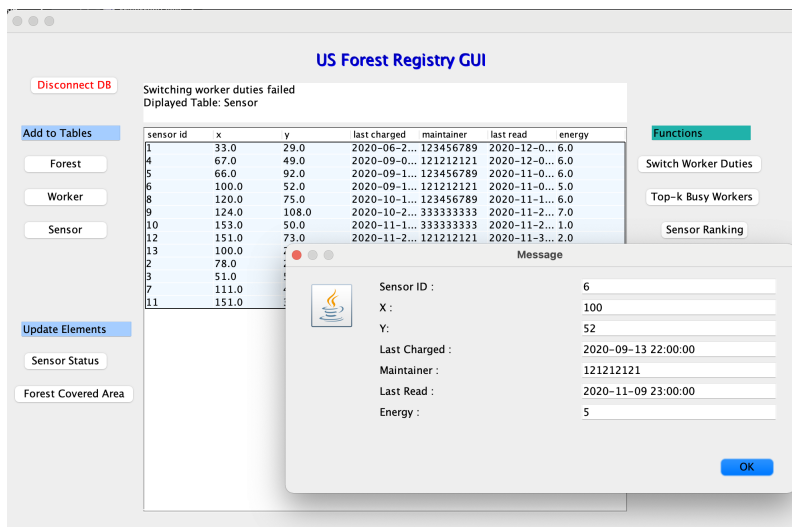 US Forest Registry GUI
Disconnect DB
Switching worker duties failed
Diplayed Table: Sensor
Add to Tables
Forest
Worker
Sensor
Update Elements
Sensor Status
Forest Covered Area
sensor id x y last charged maintainer last read energy
1 33.0 29.0 2020-06-2... 123456789 2020-12-0... 6.0
4 67.0 49.0 2020-09-0... 121212121 2020-12-0... 6.0
5 66.0 92.0 2020-09-1... 123456789 2020-11-0... 6.0
6 100.0 52.0 2020-09-1... 121212121 2020-11-0... 5.0
8 120.0 75.0 2020-10-1... 123456789 2020-11-1... 6.0
9 124.0 108.0 2020-10-2... 333333333 2020-11-2... 7.0
10 153.0 50.0 2020-11-1... 333333333 2020-11-2... 1.0
12 151.0 73.0 2020-11-2... 121212121 2020-11-3... 2.0
13 100.0
2 78.0
3 51.0
7 111.0
11 151.0
Functions
Switch Worker Duties
Top-k Busy Workers
Sensor Ranking
Message
Sensor ID : 6
X : 100
Y: 52
Last Charged : 2020-09-13 22:00:00
Maintainer : 121212121
Last Read : 2020-11-09 23:00:00
Energy : 5
OK